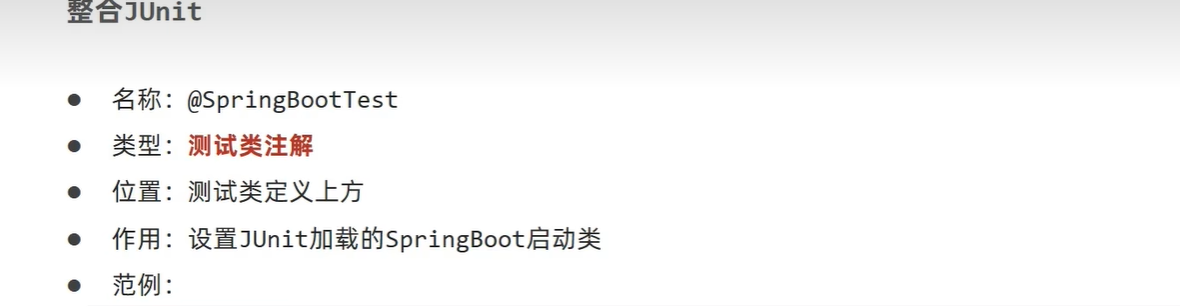 整合JUnit
● 名称：@SpringBootTest
● 类型：测试类注解
● 位置：测试类定义上方
● 作用：设置JUnit加载的SpringBoot启动类
● 范例：